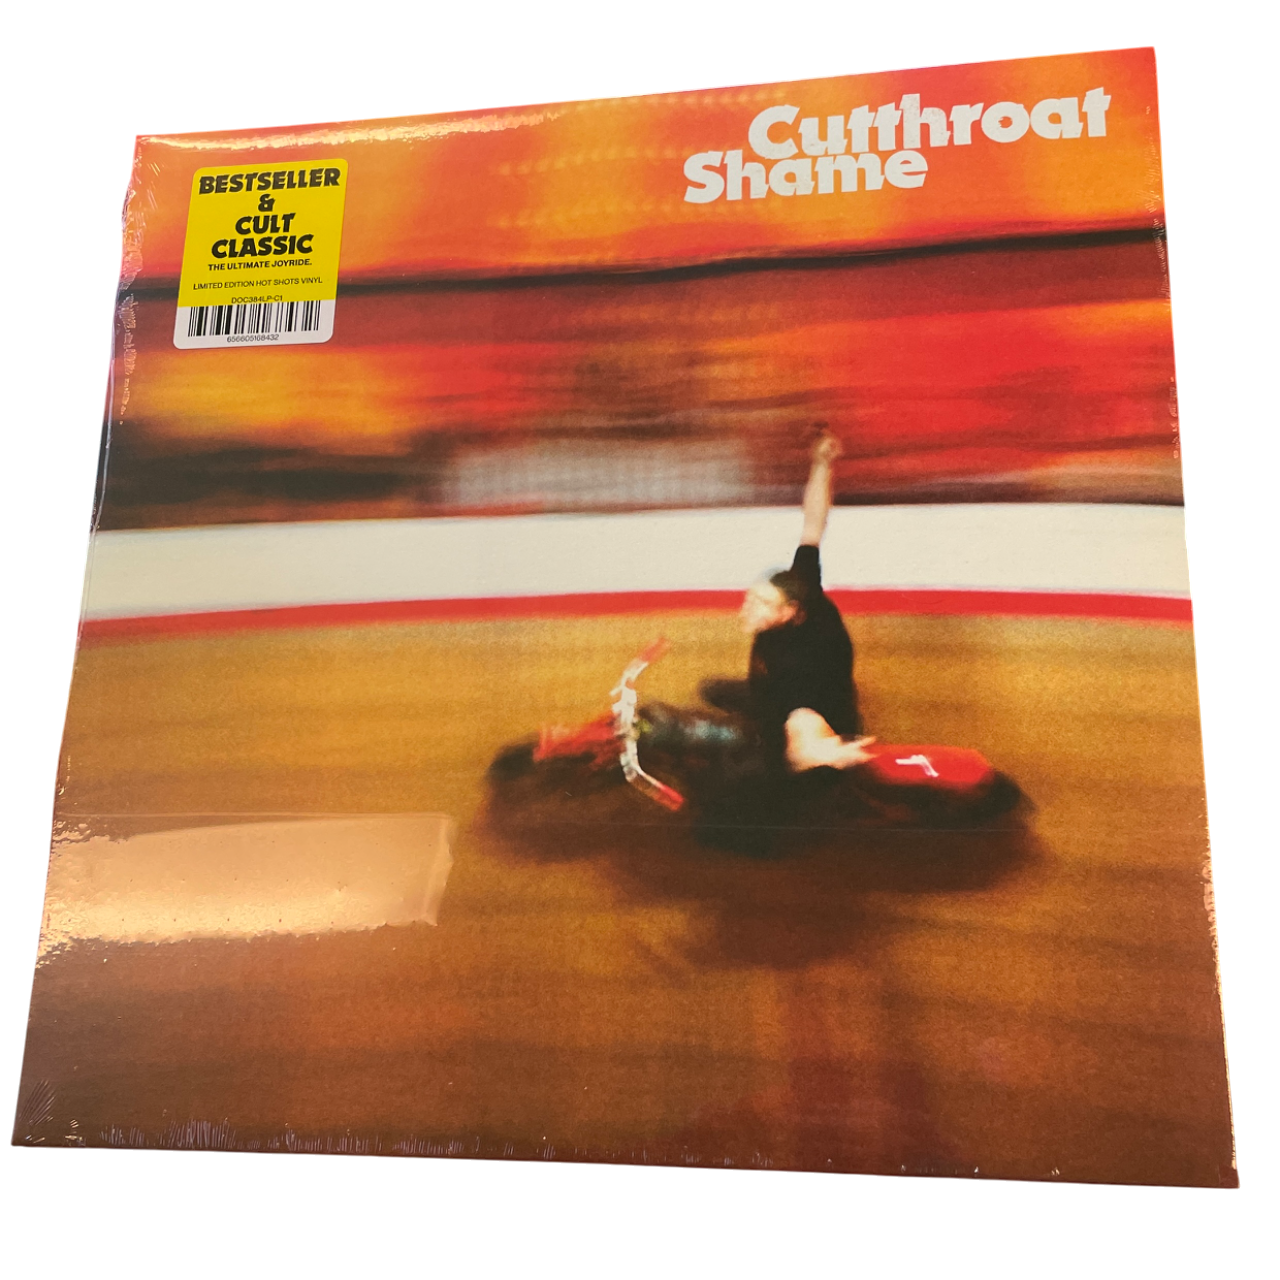 Cutthroat
Shame
BESTSELLER
&
CULT
CLASSIC
THE ULTIMATE JOYRIDE.
LIMITED EDITION HOT SHOTS VINYL
DOC384LP-C1
656605168432